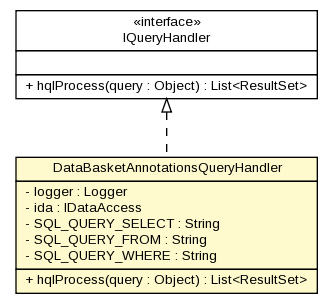 «interface»
IQueryHandler
+ hqlProcess(query : Object) : List<ResultSet>
DataBasketAnnotationsQueryHandler
- logger : Logger
- ida : IDataAccess
- SQL_QUERY_SELECT : String
- SQL_QUERY_FROM : String
- SQL_QUERY_WHERE : String
+ hqlProcess(query : Object) : List<ResultSet>